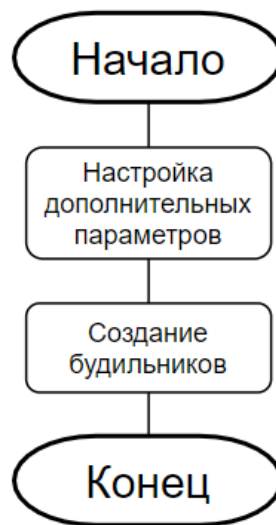 Начало
Настройка
дополнительных
параметров
Создание
будильников
Конец